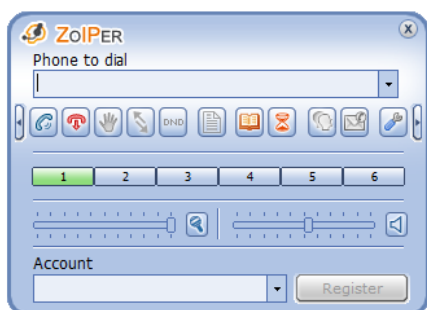 ZoIPER
Phone to dial
DND
1 2 3 4 5 6
Account
Register